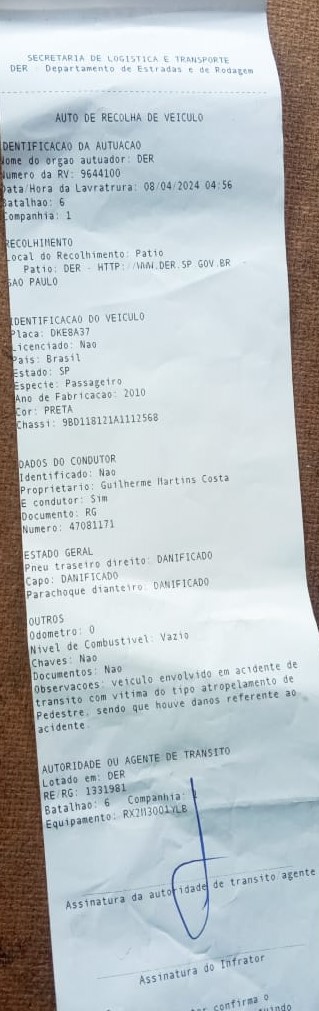 SECRETARIA DE LOGISTICA E TRANSPORTE
DER - Departamento de Estradas e de Rodagem
AUTO DE RECOLHA DE VEICULO
IDENTIFICACAO DA AUTUACAO
Nome do orgao autuador: DER
Numero da RV: 9644100
Data/Hora da Lavratrura: 08/04/2024 04:56
Batalhao: 6
Companhia: 1
RECOLHIMENTO
Local do Recolhimento: Patio
Patio: DER - HTTP://WWW.DER.SP.GOV.BR
SAO PAULO
IDENTIFICACAO DO VEICULO
Placa: DKE8A37
Licenciado: Nao
Pais: Brasil
Estado: SP
Especie: Passageiro
Ano de Fabricacao: 2010
Cor: PRETA
Chassi: 9BD118121A1112568
DADOS DO CONDUTOR
Identificado: Nao
Proprietario: Guilherme Martins Costa
E condutor: Sim
Documento: RG
Numero: 47081171
ESTADO GERAL
Pneu traseiro direito: DANIFICADO
Capo: DANIFICADO
Parachoque dianteiro: DANIFICADO
OUTROS
Odometro: 0
Nivel de Combustivel: Vazio
Chaves: Nao
Documentos: Nao
Observacoes: veiculo envolvido em acidente de
transito com vitima do tipo atropelamento de
Pedestre, sendo que houve danos referente ao
acidente.
AUTORIDADE OU AGENTE DE TRANSITO
Lotado em: DER
RE/RG: 1331981
Batalhao: 6 Companhia: 1
Equipamento:
Assinatura da autoridade de transito agente
Assinatura do Infrator
confirma o